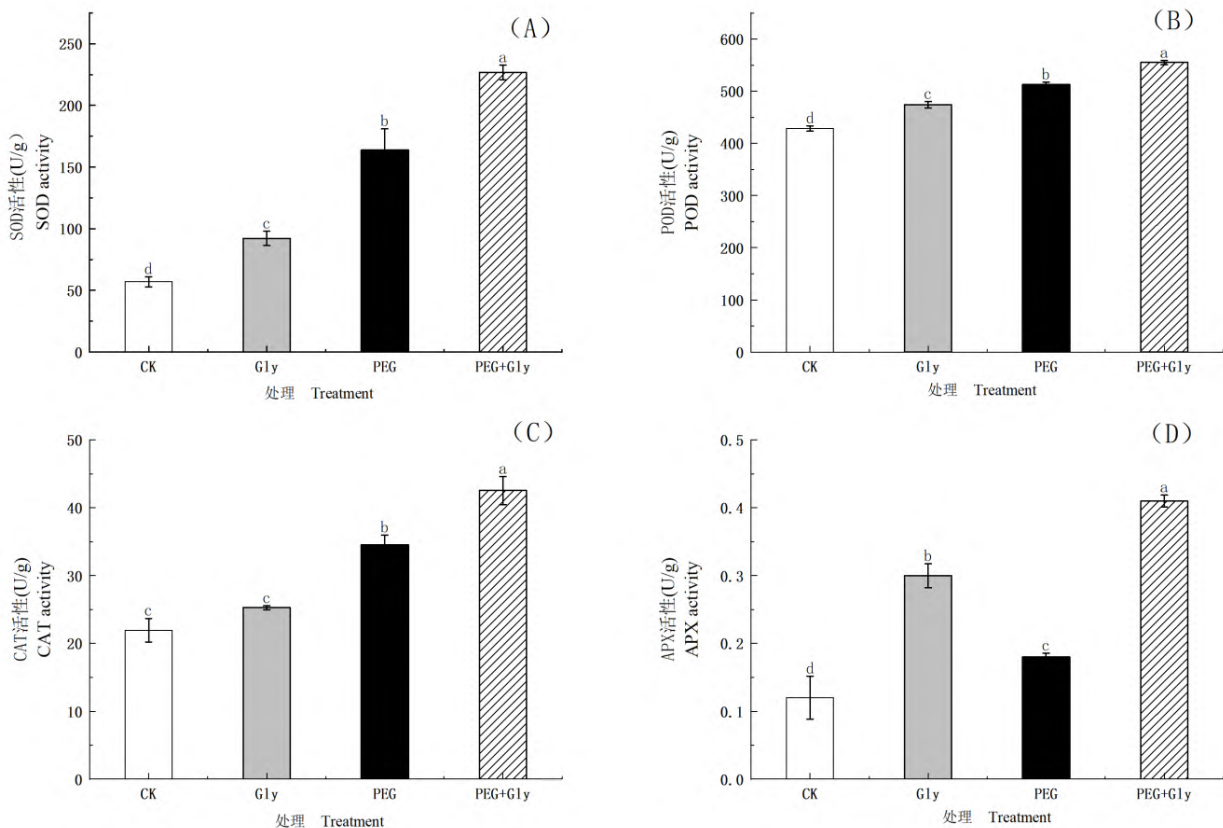 (A)
SOD活性(U/g)
SOD activity
250
200
150
100
50
0
d
c
b
a
CK Gly PEG PEG+Gly
处理 Treatment
(B)
POD活性(U/g)
POD activity
600
500
400
300
200
100
0
d
c
b
a
CK Gly PEG PEG+Gly
处理 Treatment
(C)
CAT活性(U/g)
CAT activity
50
40
30
20
10
0
c
c
b
a
CK Gly PEG PEG+Gly
处理 Treatment
(D)
APX活性(U/g)
APX activity
0.5
0.4
0.3
0.2
0.1
0.0
d
b
c
a
CK Gly PEG PEG+Gly
处理 Treatment